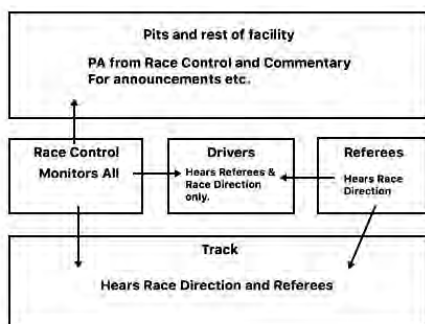 Pits and rest of facility
PA from Race Control and Commentary
For announcements etc.
Race Control
Monitors All
Drivers
Hears Referees &
Race Direction
only.
Referees
Hears Race
Direction
Track
Hears Race Direction and Referees